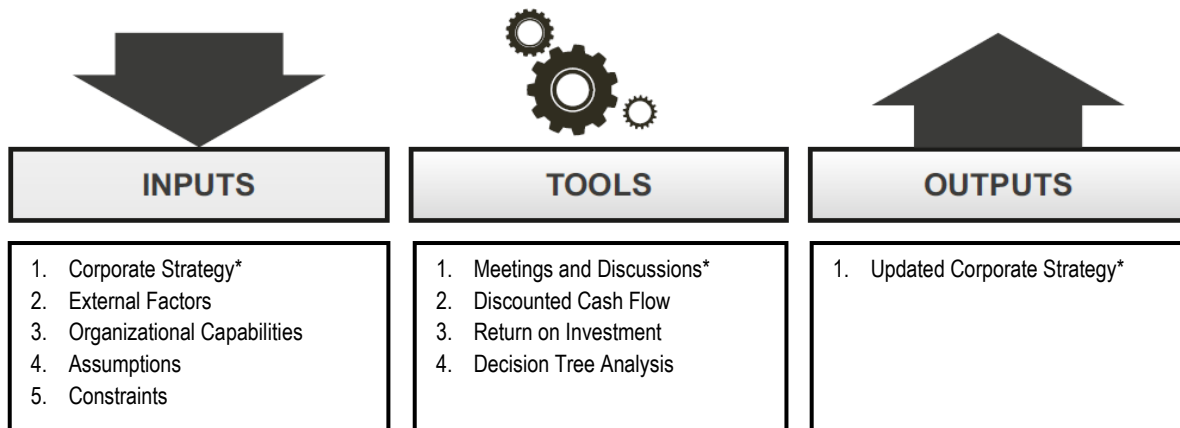 INPUTS
1. Corporate Strategy*
2. External Factors
3. Organizational Capabilities
4. Assumptions
5. Constraints
TOOLS
1. Meetings and Discussions*
2. Discounted Cash Flow
3. Return on Investment
4. Decision Tree Analysis
OUTPUTS
1. Updated Corporate Strategy*